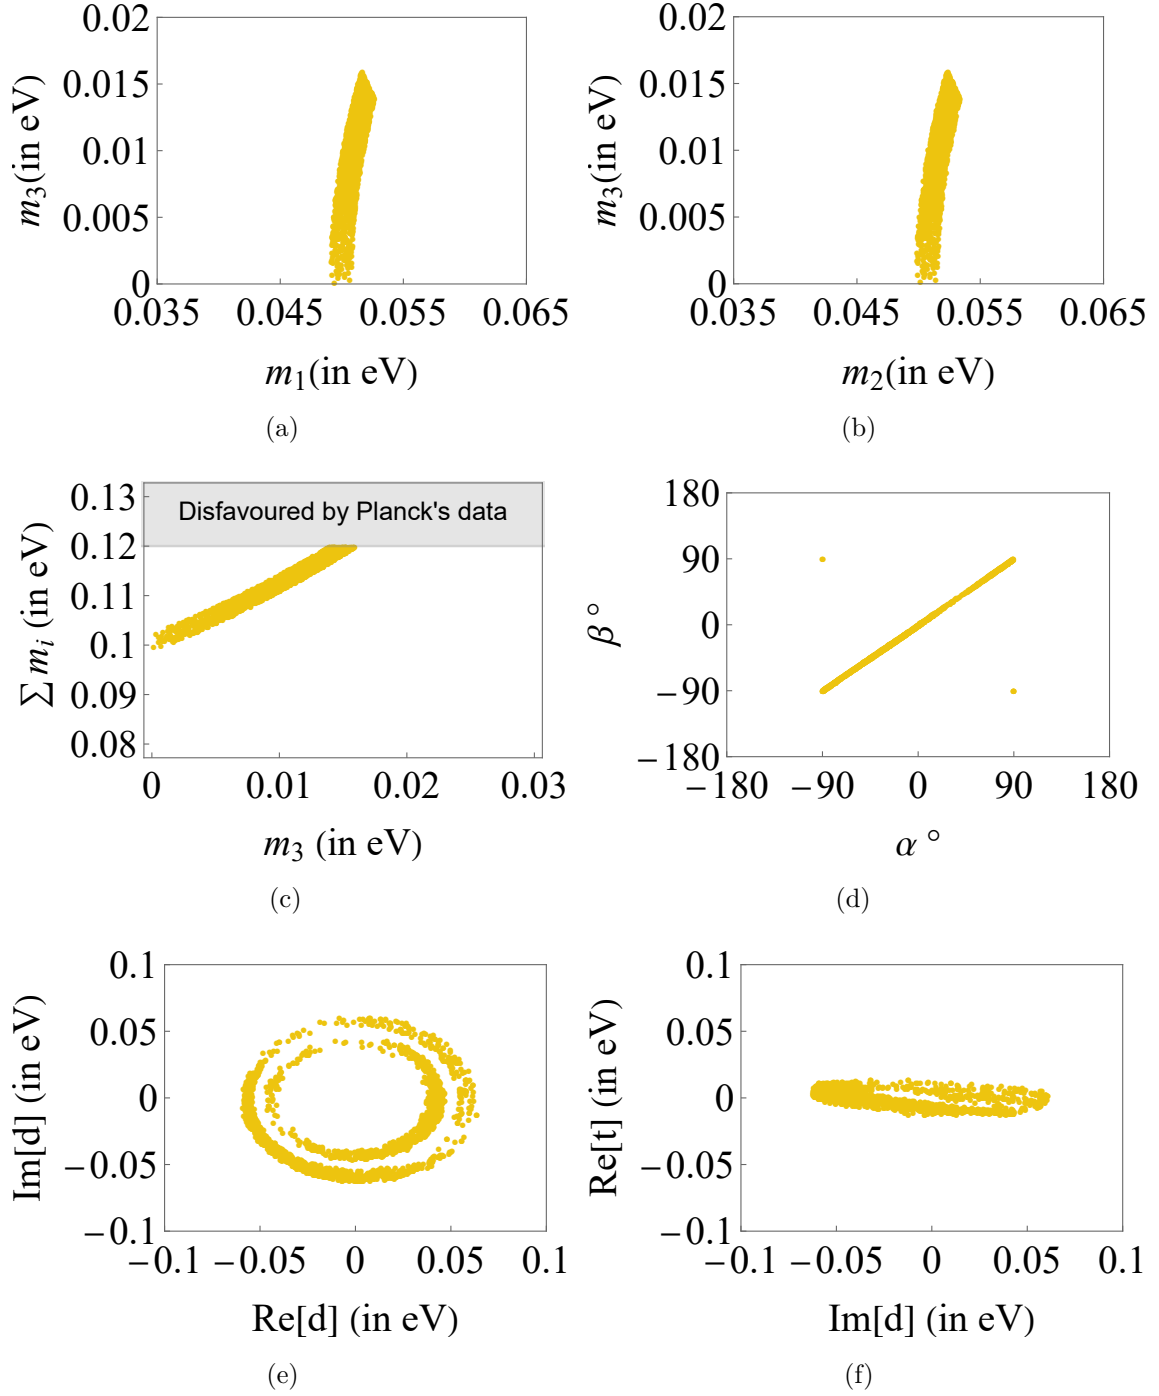 0.02
0.015
0.01
0.005
0
m₃(in eV)
0.035 0.045 0.055 0.065
m₁(in eV)
(a)
0.02
0.015
0.01
0.005
0
m₃(in eV)
0.035 0.045 0.055 0.065
m₂(in eV)
(b)
Disfavoured by Planck's data
0.13
0.12
0.11
0.1
0.09
0.08
∑ mᵢ (in eV)
0 0.01 0.02 0.03
m₃ (in eV)
(c)
180
90
0
−90
−180
β °
−180 −90 0 90 180
α °
(d)
0.1
0.05
0
−0.05
−0.1
Im[d] (in eV)
−0.1 −0.05 0 0.05 0.1
Re[d] (in eV)
(e)
0.1
0.05
0
−0.05
−0.1
Re[t] (in eV)
−0.1 −0.05 0 0.05 0.1
Im[d] (in eV)
(f)